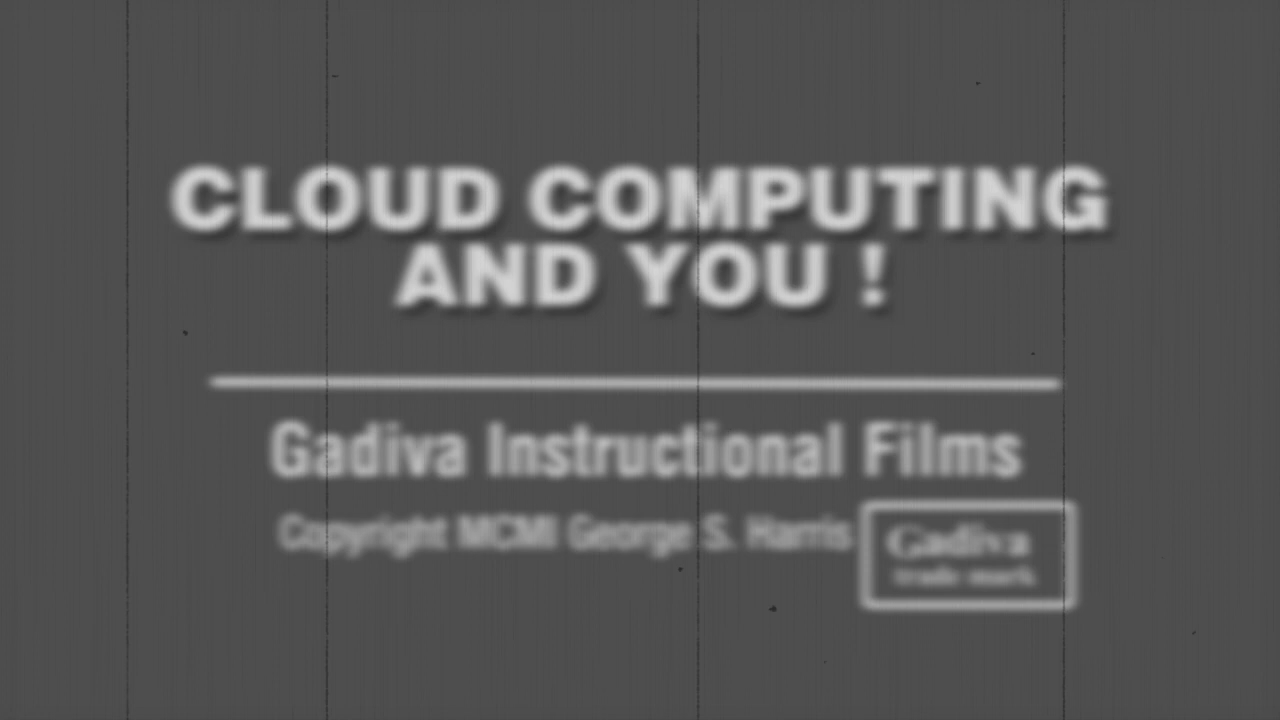 CLOUD COMPUTING
AND YOU !
Gadiva Instructional Films
Copyright MCMI George S. Harris
Gadiva
trade mark